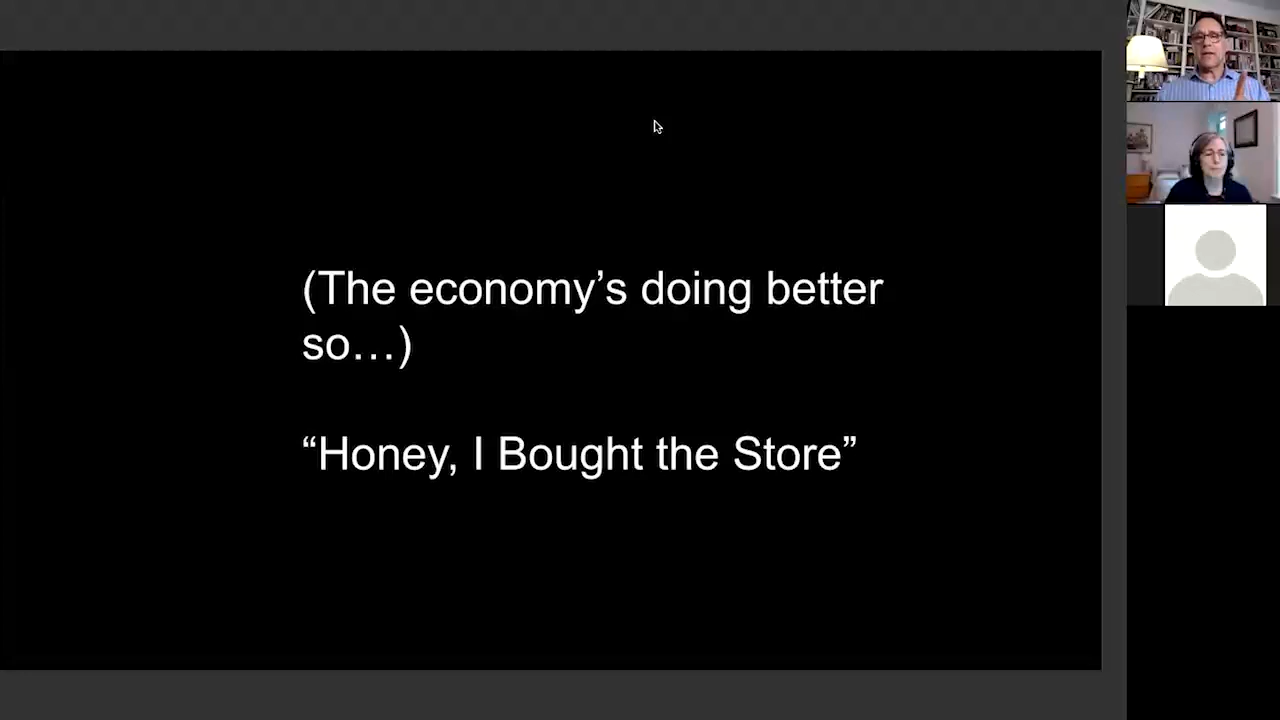 (The economy’s doing better
so…)
“Honey, I Bought the Store”